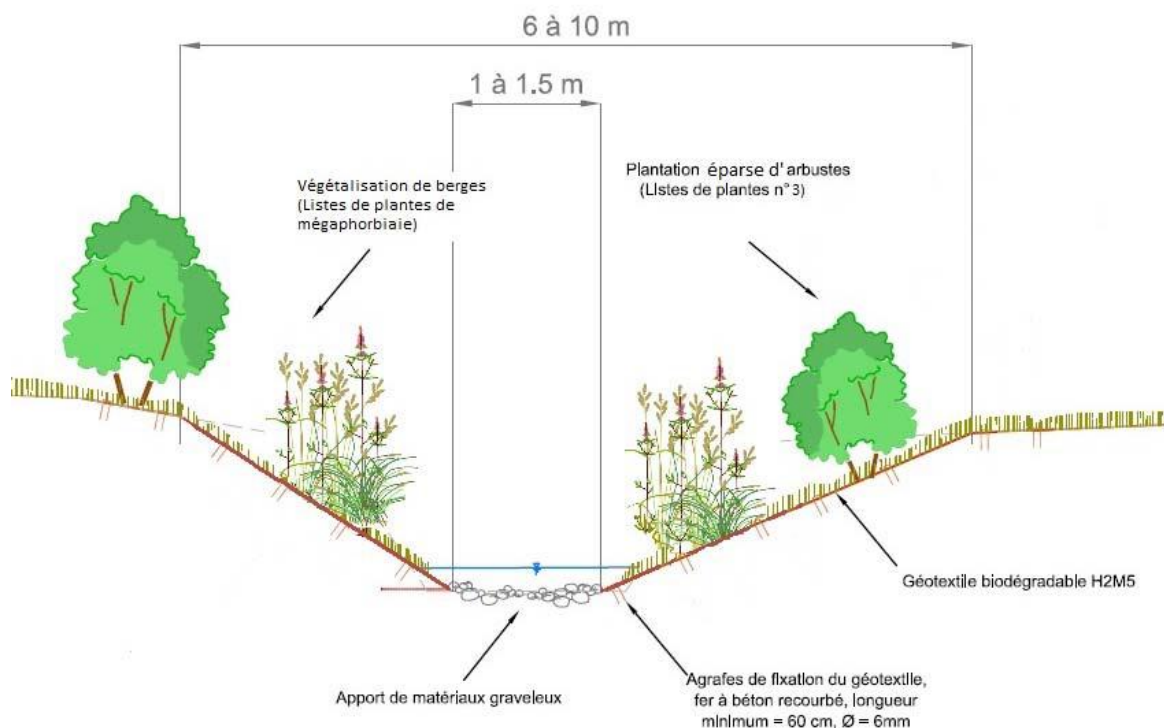 6 à 10 m
1 à 1.5 m
Végétalisation de berges
(Listes de plantes de
mégaphorbiaie)
Plantation éparse d'arbustes
(Listes de plantes n°3)
Géotextile biodégradable H2M5
Apport de matériaux graveleux
Agrafes de fixation du géotextile,
fer à béton recourbé, longueur
minimum = 60 cm, Ø = 6mm